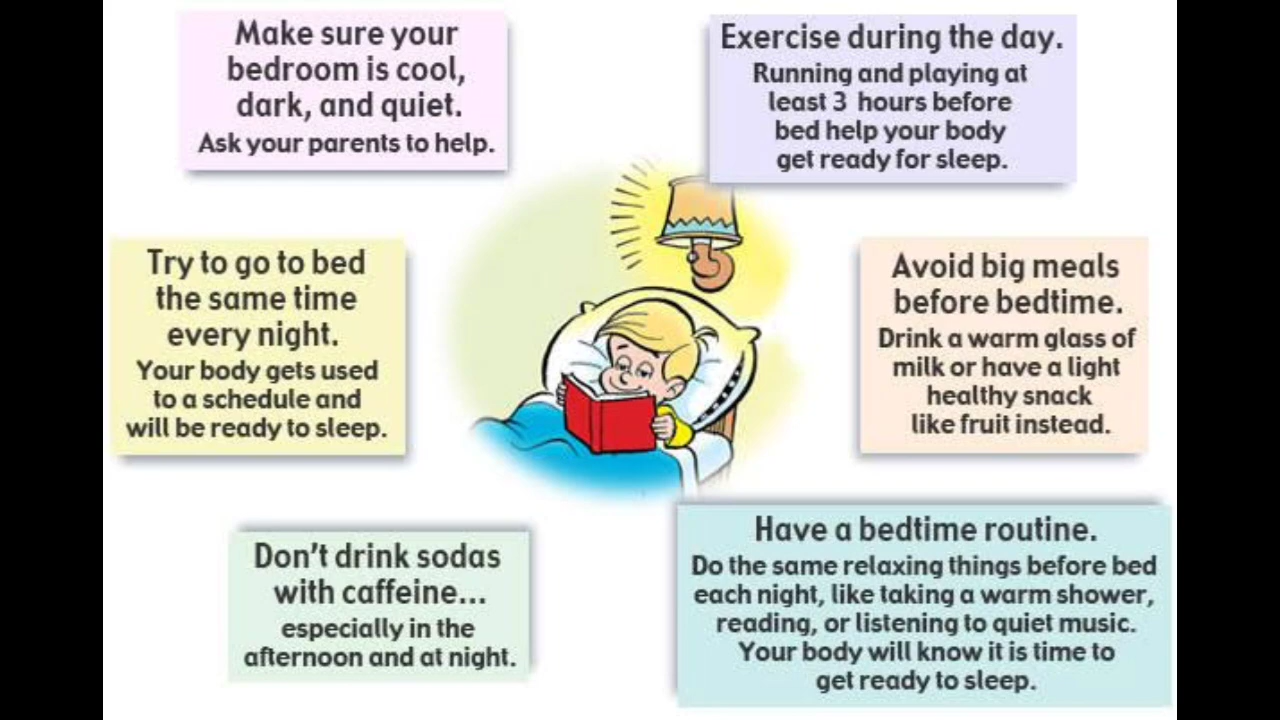 Make sure your
bedroom is cool,
dark, and quiet.
Ask your parents to help.
Exercise during the day.
Running and playing at
least 3 hours before
bed help your body
get ready for sleep.
Try to go to bed
the same time
every night.
Your body gets used
to a schedule and
will be ready to sleep.
Avoid big meals
before bedtime.
Drink a warm glass of
milk or have a light
healthy snack
like fruit instead.
Don't drink sodas
with caffeine...
especially in the
afternoon and at night.
Have a bedtime routine.
Do the same relaxing things before bed
each night, like taking a warm shower,
reading, or listening to quiet music.
Your body will know it is time to
get ready to sleep.